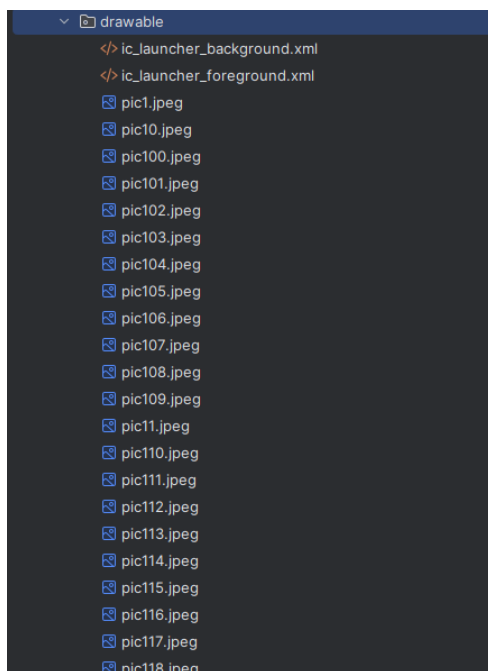 drawable
ic_launcher_background.xml
ic_launcher_foreground.xml
pic1.jpeg
pic10.jpeg
pic100.jpeg
pic101.jpeg
pic102.jpeg
pic103.jpeg
pic104.jpeg
pic105.jpeg
pic106.jpeg
pic107.jpeg
pic108.jpeg
pic109.jpeg
pic11.jpeg
pic110.jpeg
pic111.jpeg
pic112.jpeg
pic113.jpeg
pic114.jpeg
pic115.jpeg
pic116.jpeg
pic117.jpeg
pic118.jpeg